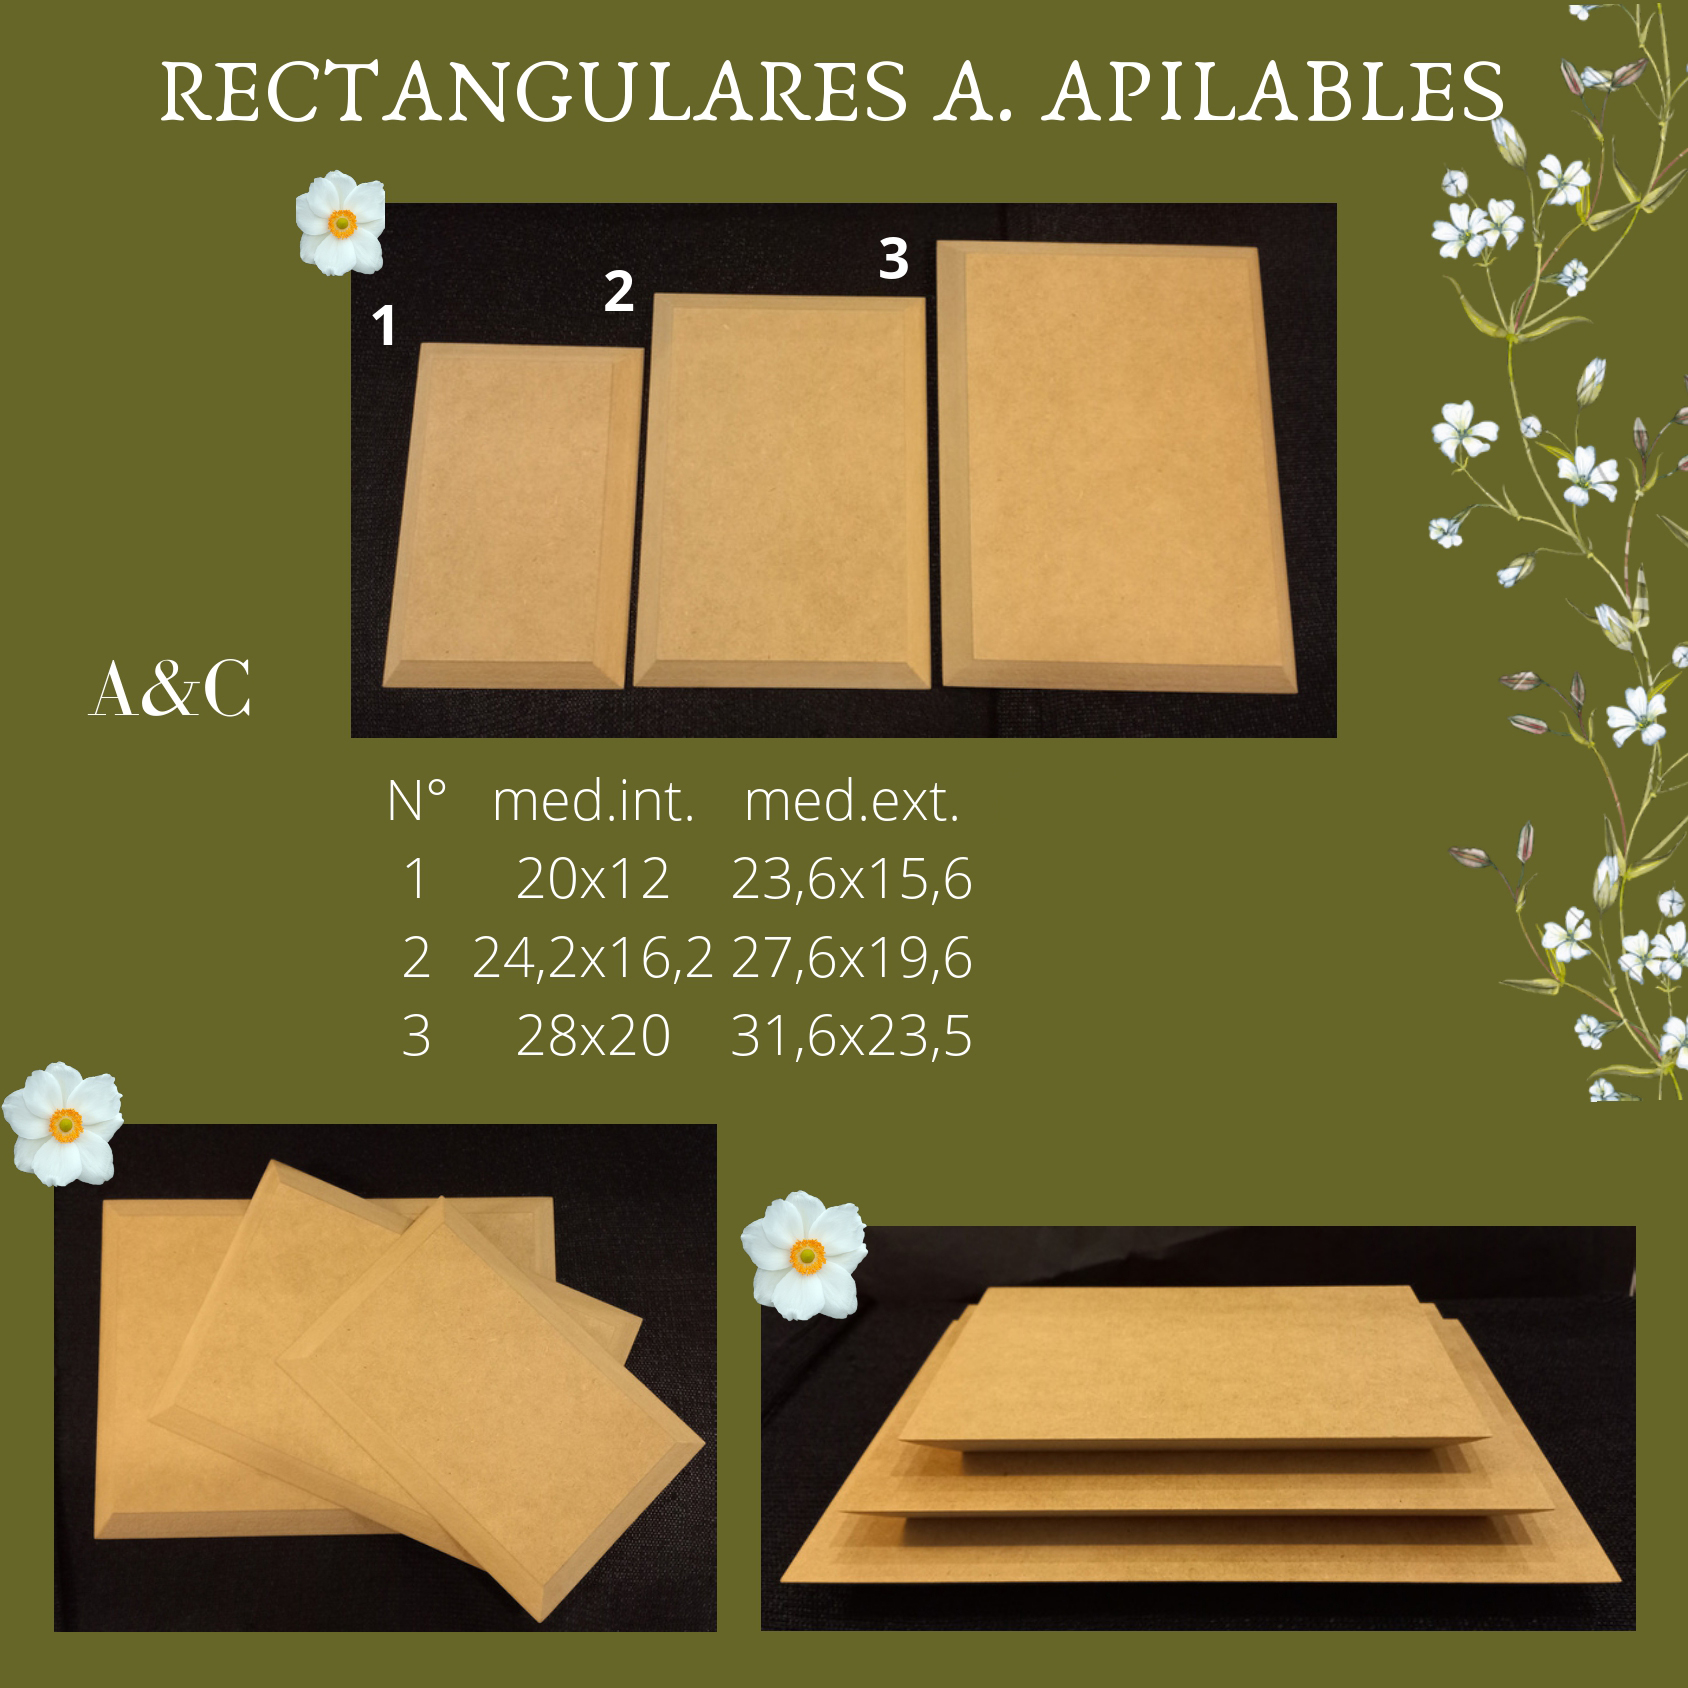 RECTANGULARES A. APILABLES
1
2
3
A&C
N° med.int. med.ext.
1 20x12 23,6x15,6
2 24,2x16,2 27,6x19,6
3 28x20 31,6x23,5